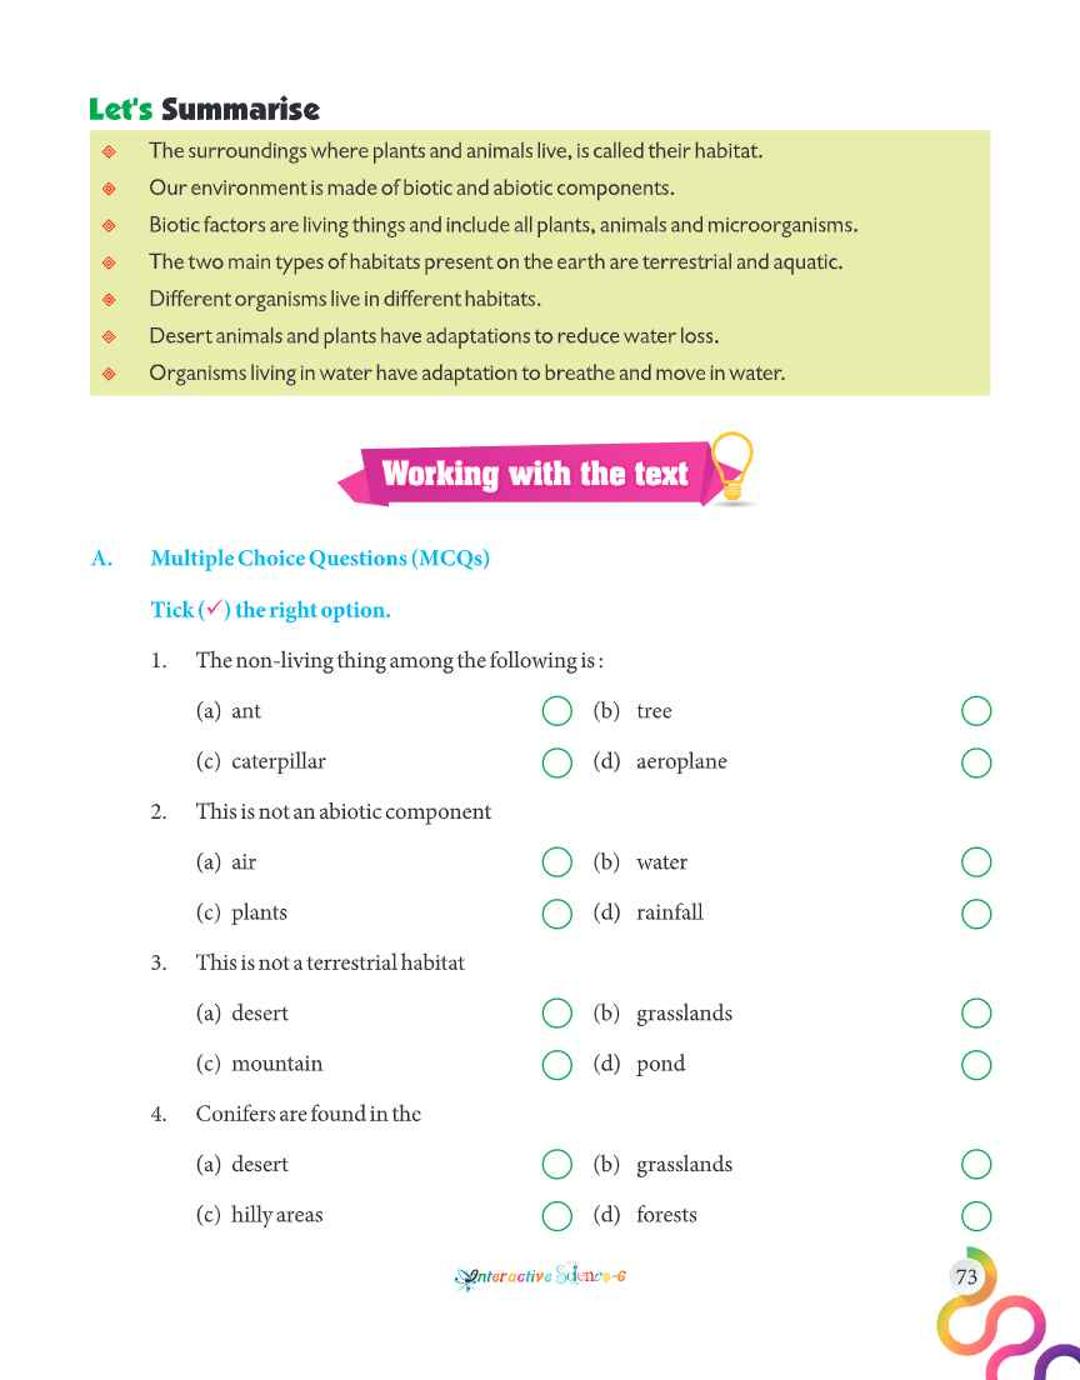 Let's Summarise
The surroundings where plants and animals live, is called their habitat.
Our environment is made of biotic and abiotic components.
Biotic factors are living things and include all plants, animals and microorganisms.
The two main types of habitats present on the earth are terrestrial and aquatic.
Different organisms live in different habitats.
Desert animals and plants have adaptations to reduce water loss.
Organisms living in water have adaptation to breathe and move in water.
Working with the text
A. Multiple Choice Questions (MCQs)
Tick (✓) the right option.
1. The non-living thing among the following is :
(a) ant (b) tree
(c) caterpillar (d) aeroplane
2. This is not an abiotic component
(a) air (b) water
(c) plants (d) rainfall
3. This is not a terrestrial habitat
(a) desert (b) grasslands
(c) mountain (d) pond
4. Conifers are found in thc
(a) desert (b) grasslands
(c) hilly areas (d) forests
Interactive Science-6
73